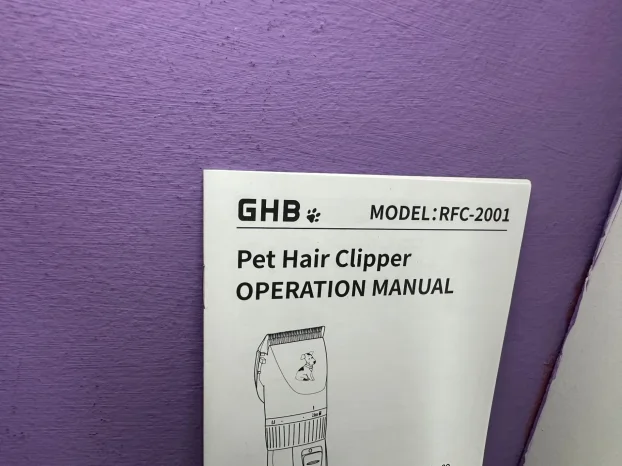 GHB
MODEL:RFC-2001
Pet Hair Clipper
OPERATION MANUAL